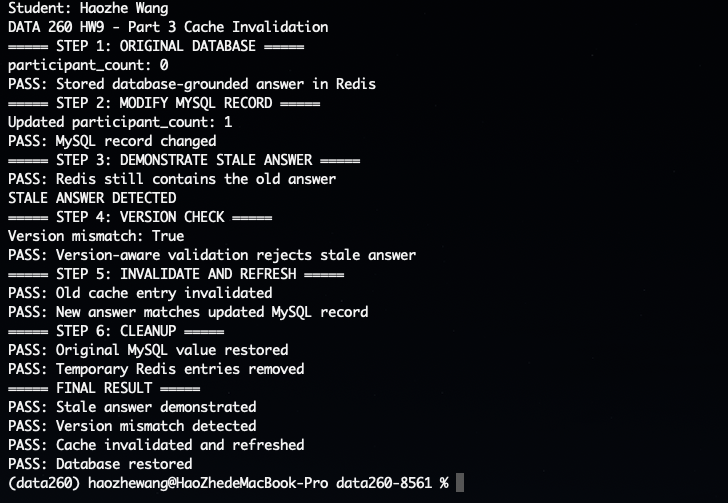 Student: Haozhe Wang
DATA 260 HW9 - Part 3 Cache Invalidation
===== STEP 1: ORIGINAL DATABASE =====
participant_count: 0
PASS: Stored database-grounded answer in Redis
===== STEP 2: MODIFY MYSQL RECORD =====
Updated participant_count: 1
PASS: MySQL record changed
===== STEP 3: DEMONSTRATE STALE ANSWER =====
PASS: Redis still contains the old answer
STALE ANSWER DETECTED
===== STEP 4: VERSION CHECK =====
Version mismatch: True
PASS: Version-aware validation rejects stale answer
===== STEP 5: INVALIDATE AND REFRESH =====
PASS: Old cache entry invalidated
PASS: New answer matches updated MySQL record
===== STEP 6: CLEANUP =====
PASS: Original MySQL value restored
PASS: Temporary Redis entries removed
===== FINAL RESULT =====
PASS: Stale answer demonstrated
PASS: Version mismatch detected
PASS: Cache invalidated and refreshed
PASS: Database restored
(data260) haozhewang@HaoZhedeMacBook-Pro data260-8561 %